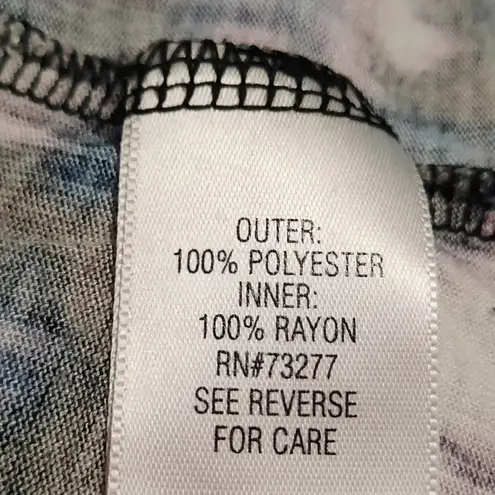 OUTER:
100% POLYESTER
INNER:
100% RAYON
RN#73277
SEE REVERSE
FOR CARE